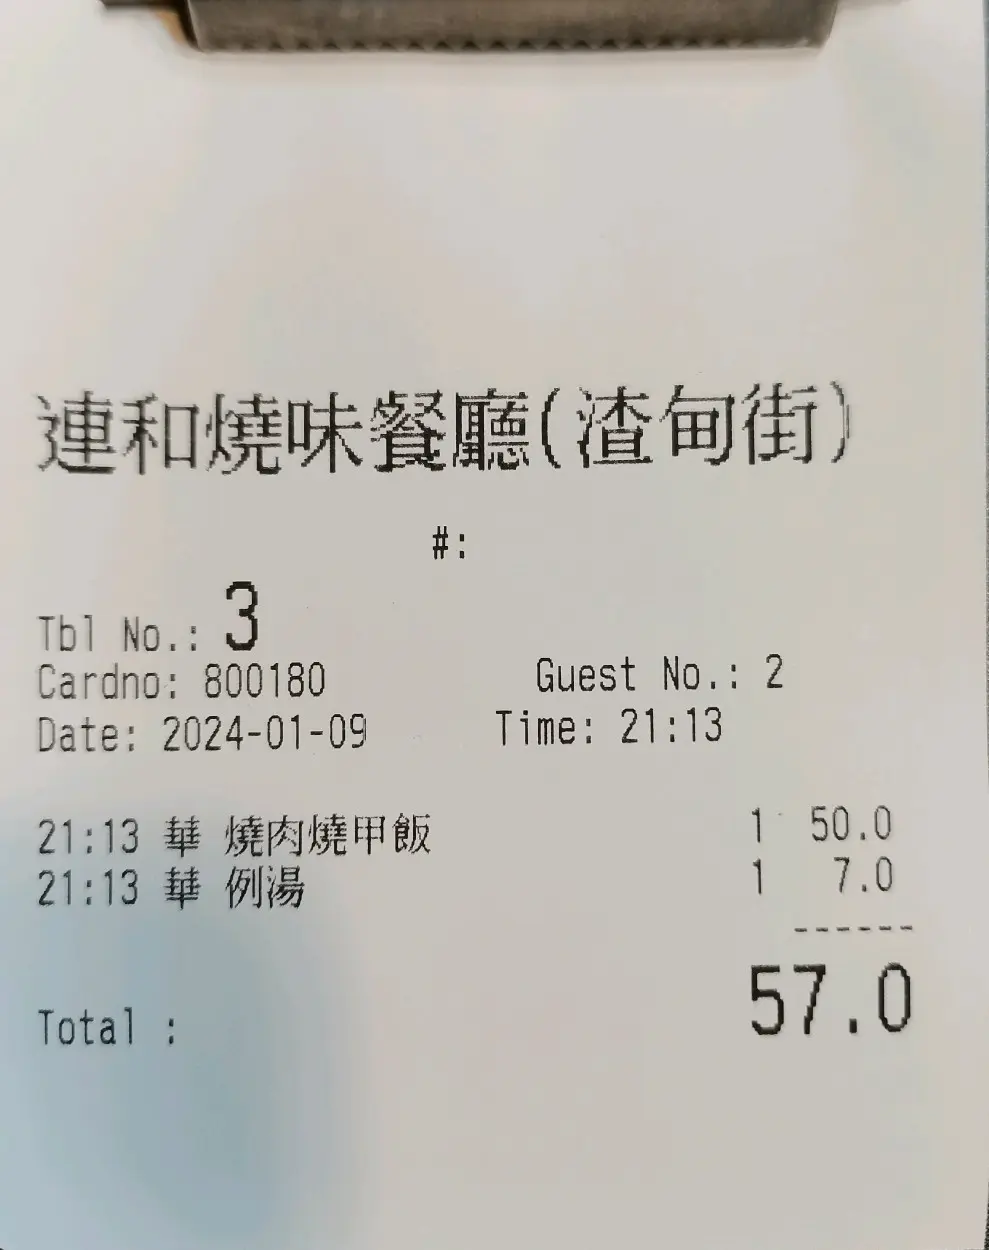 連和燒味餐廳(渣甸街)
#:
Tbl No.: 3
Cardno: 800180 Guest No.: 2
Date: 2024-01-09 Time: 21:13
21:13 華 燒肉燒甲飯 1 50.0
21:13 華 例湯 1 7.0
------
Total : 57.0